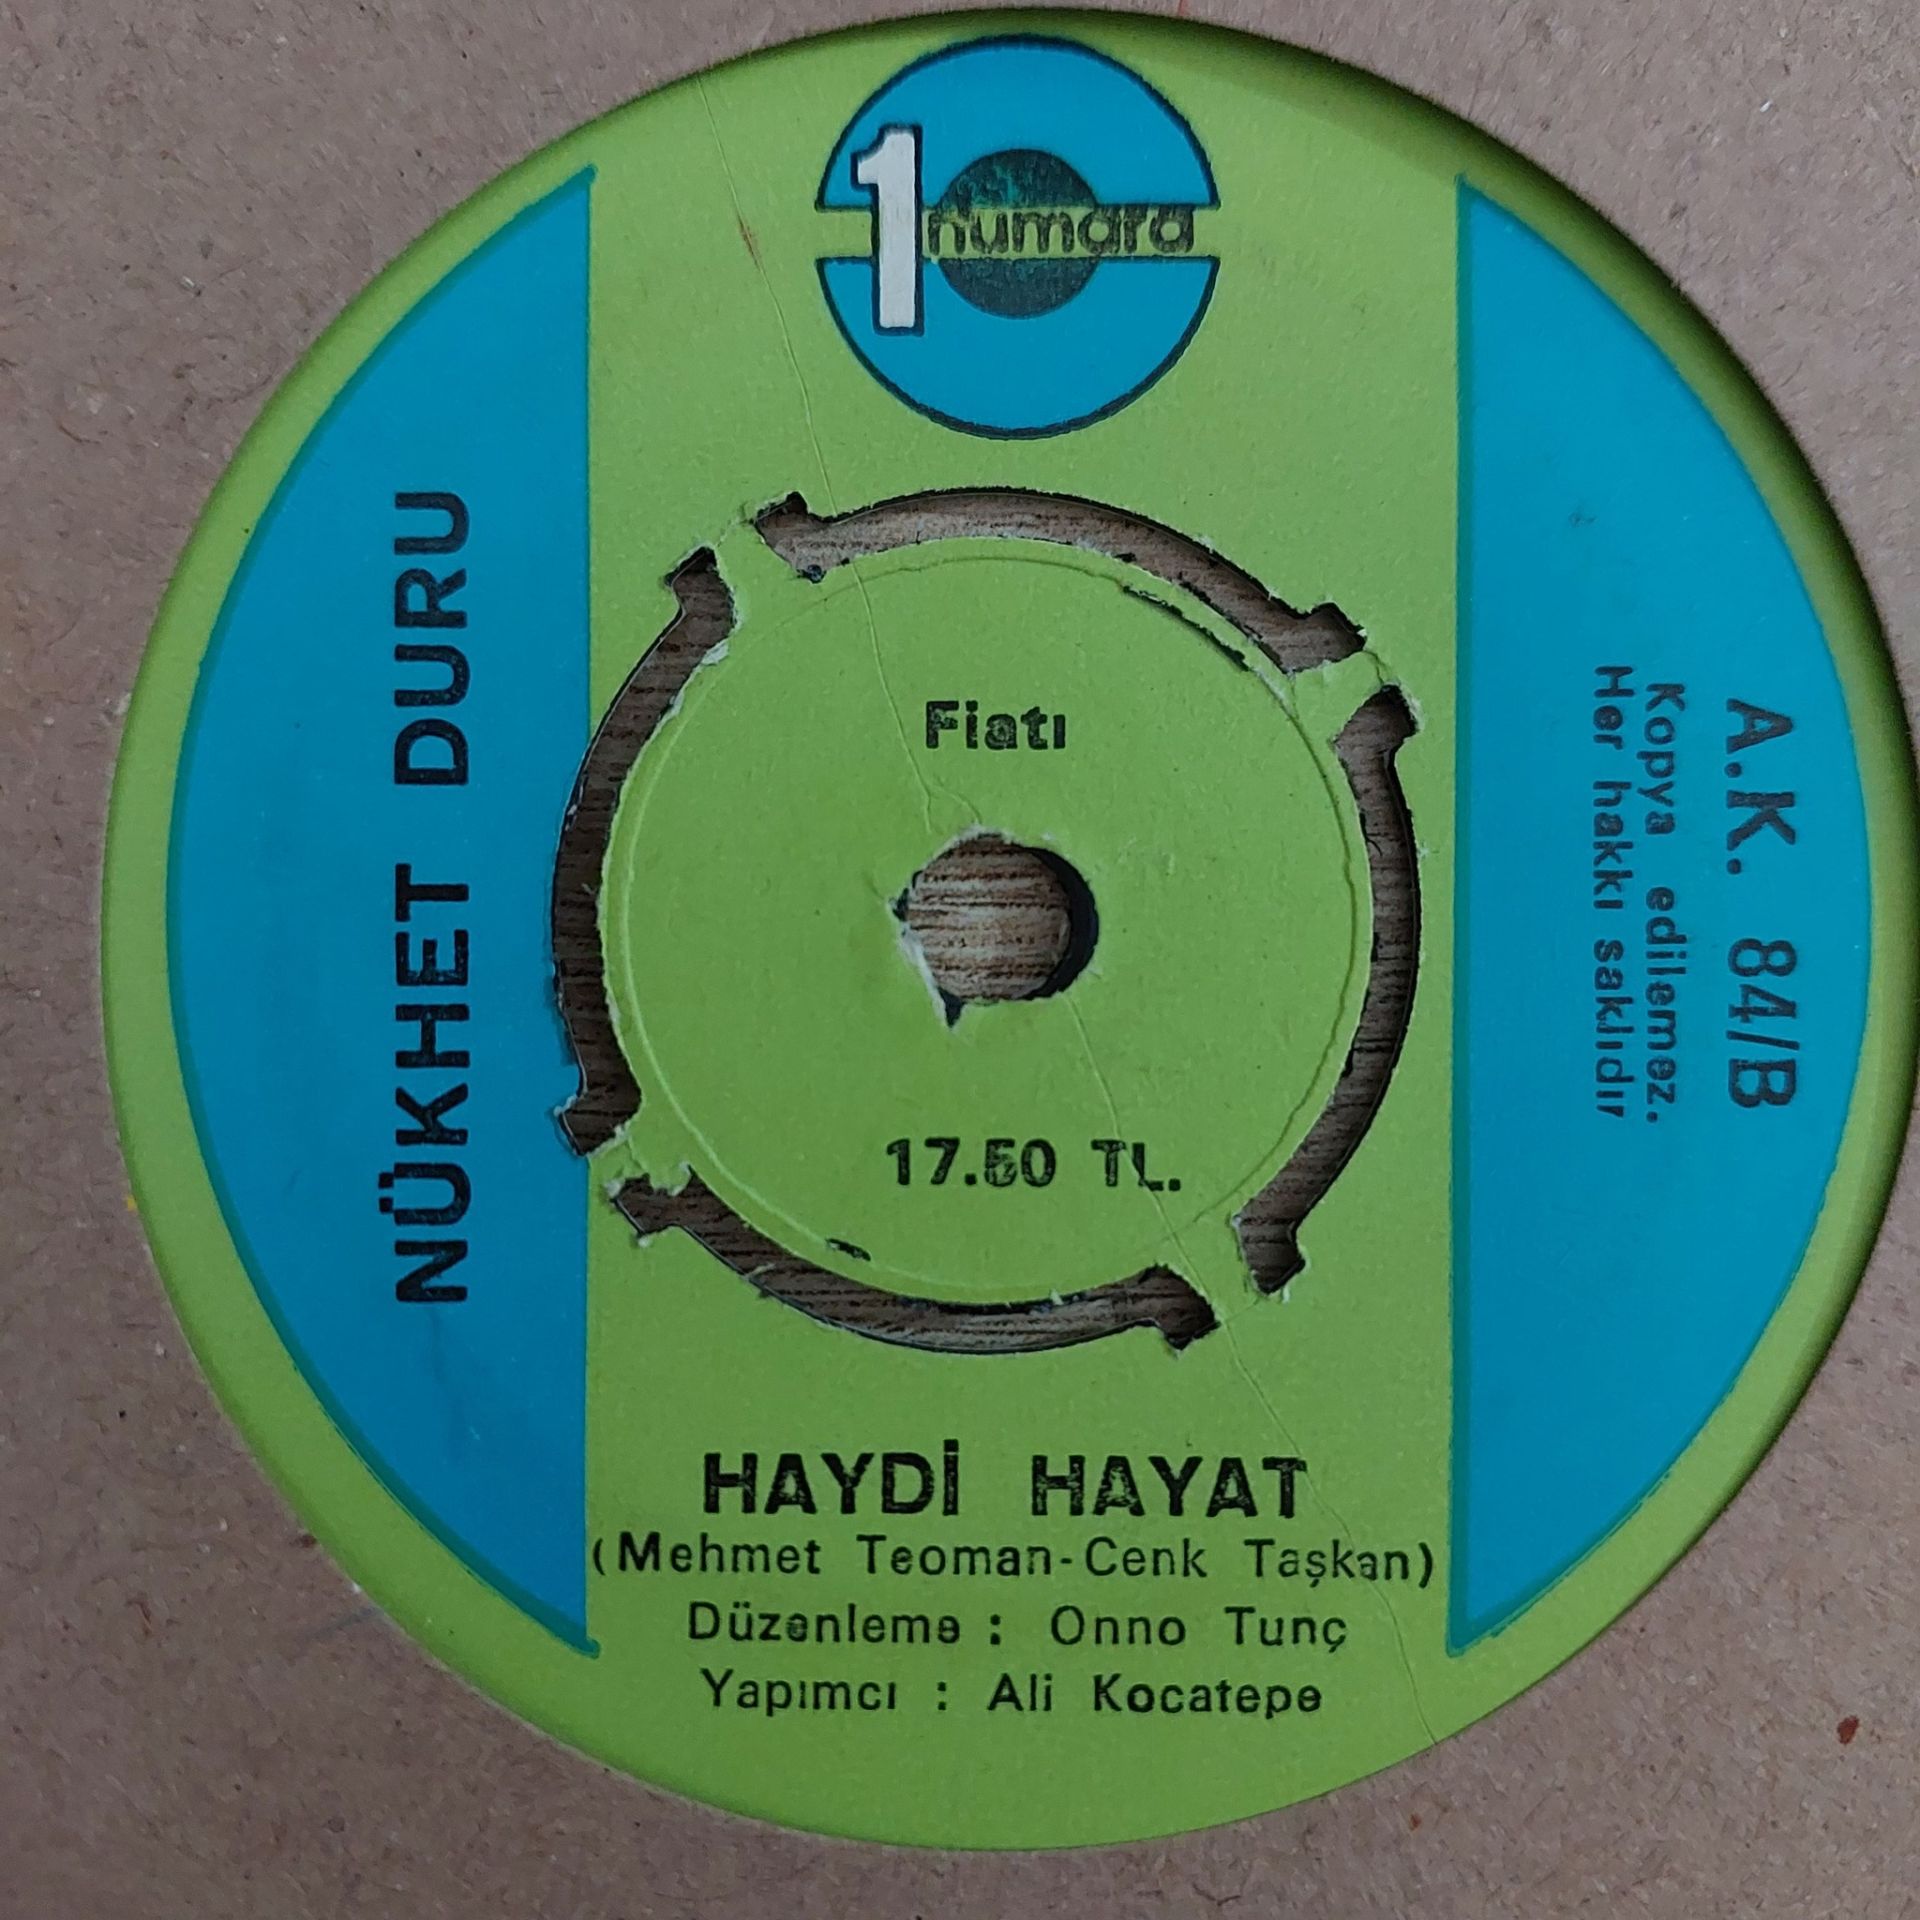 1 numara
NÜKHET DURU
Fiatı
17.50 TL.
A.K. 84/B
Kopya edilemez.
Her hakkı saklıdır
HAYDİ HAYAT
(Mehmet Teoman-Cenk Taşkan)
Düzenleme : Onno Tunç
Yapımcı : Ali Kocatepe